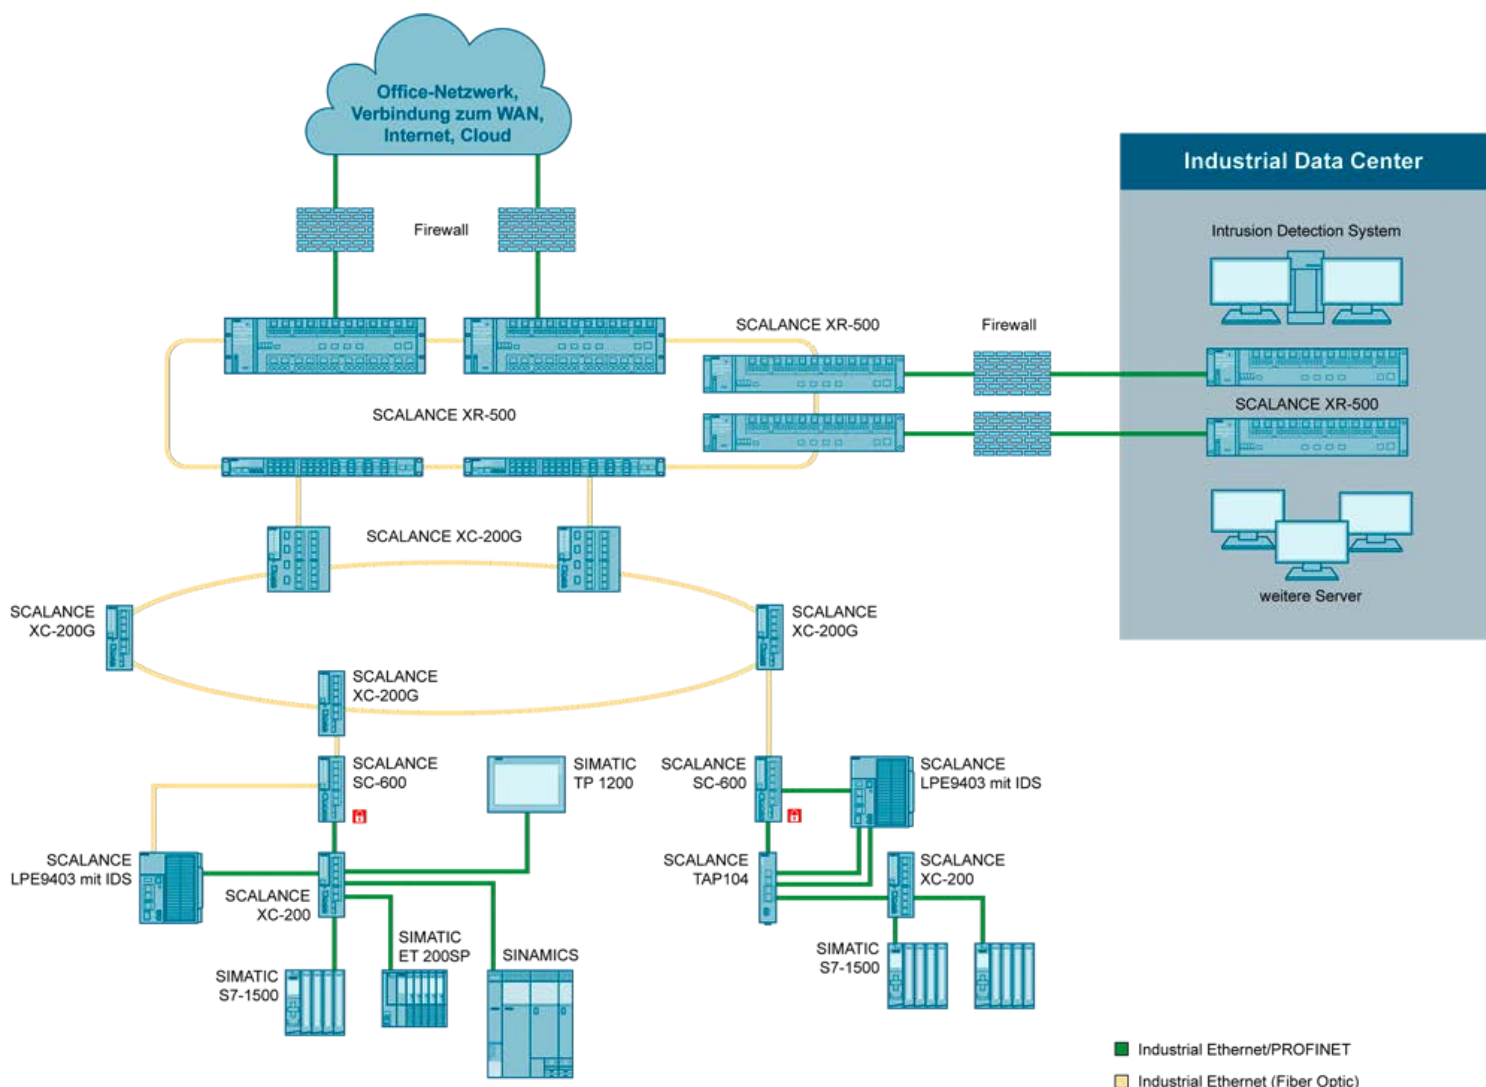 Office-Netzwerk,
Verbindung zum WAN,
Internet, Cloud
Industrial Data Center
Firewall
Intrusion Detection System
SCALANCE XR-500
Firewall
SCALANCE XR-500
SCALANCE XR-500
SCALANCE XC-200G
weitere Server
SCALANCE
XC-200G
SCALANCE
XC-200G
SCALANCE
XC-200G
SCALANCE
SC-600
SIMATIC
TP 1200
SCALANCE
SC-600
SCALANCE
LPE9403 mit IDS
SCALANCE
LPE9403 mit IDS
SCALANCE
XC-200
SCALANCE
TAP104
SCALANCE
XC-200
SIMATIC
ET 200SP
SINAMICS
SIMATIC
S7-1500
SIMATIC
S7-1500
Industrial Ethernet/PROFINET
Industrial Ethernet (Fiber Optic)